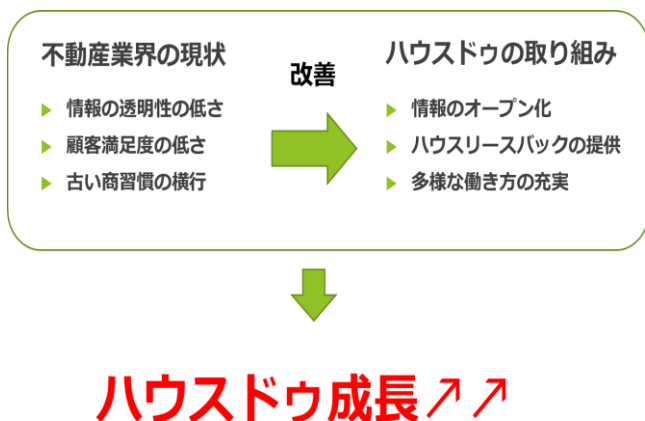 不動産業界の現状
情報の透明性の低さ
顧客満足度の低さ
古い商習慣の横行
改善
ハウスドゥの取り組み
情報のオープン化
ハウスリースバックの提供
多様な働き方の充実
ハウスドゥ成長↗↗